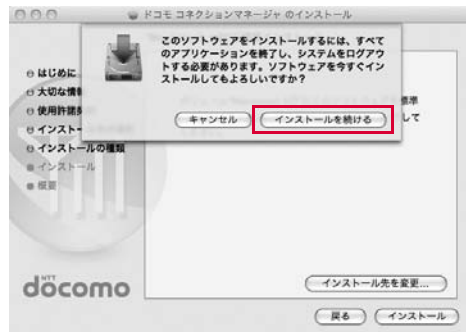 ドコモ コネクションマネージャ のインストール
このソフトウェアをインストールするには、すべて
のアプリケーションを終了し、システムをログアウ
トする必要があります。ソフトウェアを今すぐイン
ストールしてもよろしいですか？
キャンセル
インストールを続ける
はじめに
大切な情
使用許諾
インストー
インストールの種類
インストール
概要
標準
して
NTT
docomo
インストール先を変更...
戻る
インストール